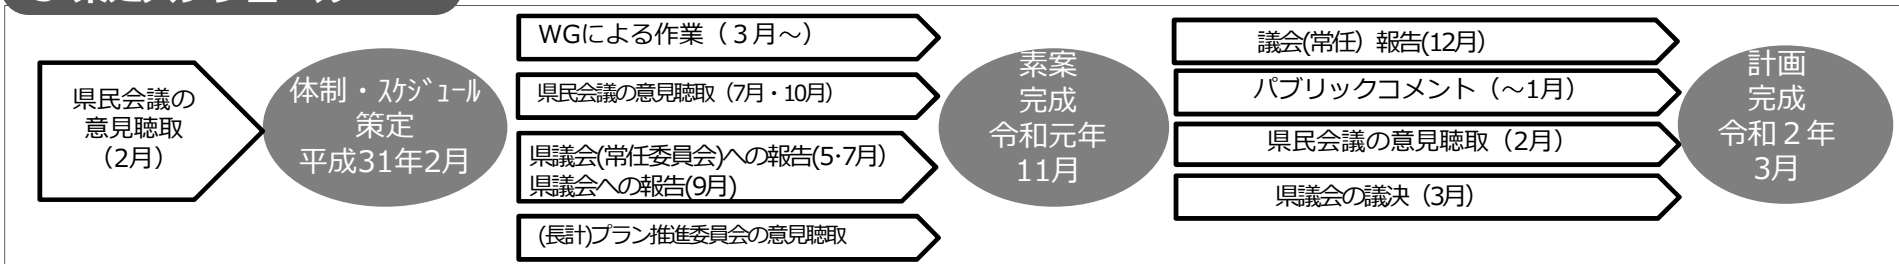 県民会議の
意見聴取
（2月）
体制・ｽｹｼﾞｭｰﾙ
策定
平成31年2月
WGによる作業（３月～）
県民会議の意見聴取（7月・10月）
県議会(常任委員会)への報告(5･7月)
県議会への報告(9月)
(長計)プラン推進委員会の意見聴取
素案
完成
令和元年
11月
議会(常任）報告(12月)
パブリックコメント（～1月）
県民会議の意見聴取（2月）
県議会の議決（3月）
計画
完成
令和２年
3月